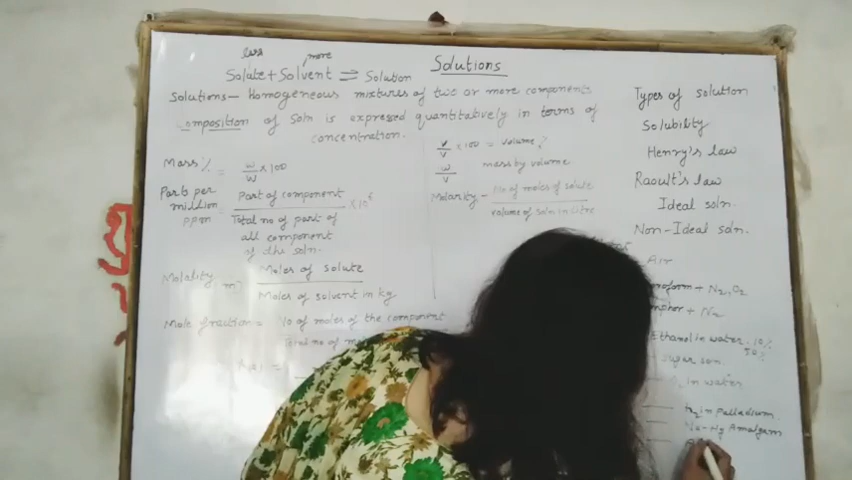 Solutions
less more
Solute + Solvent = Solution
Solutions - Homogeneous mixtures of two or more components
Composition of soln is expressed quantitatively in terms of
concentration.
Mass % = w/W × 100
Parts per
million
ppm
Part of component
× 10⁶
Total no of part of
all component
of the soln.
Molality m)
Moles of solute
Moles of solvent in kg
Mole fraction =
No of moles of the component
Total no of
v/V × 100 = volume %
w/V mass by volume
Molarity -
No of moles of solute
volume of soln in litre
Types of solution
Solubility
Henry's law
Raoult's law
Ideal soln.
Non-Ideal soln.
Air
+ N₂, O₂
+ N₂
Ethanol in water. 10%
50%
in water
H₂ in Palladium.
Na-Hg Amalgam